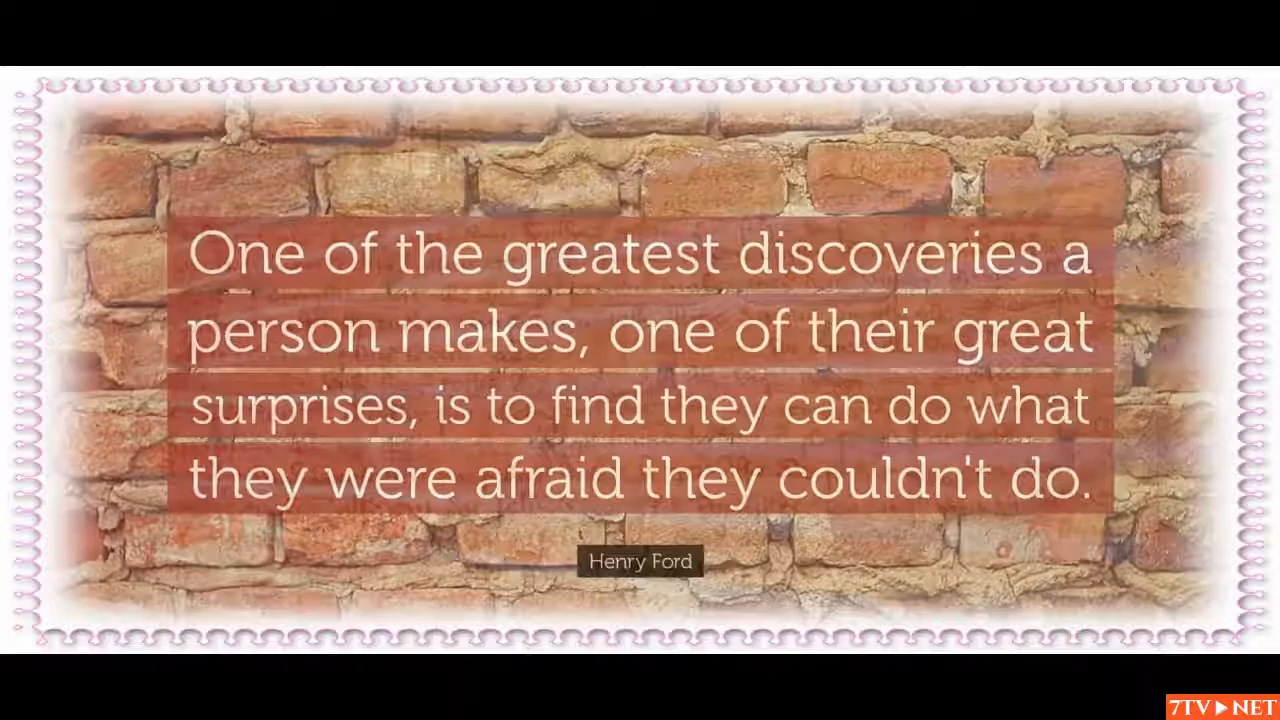 One of the greatest discoveries a
person makes, one of their great
surprises, is to find they can do what
they were afraid they couldn't do.
Henry Ford
7TV NET